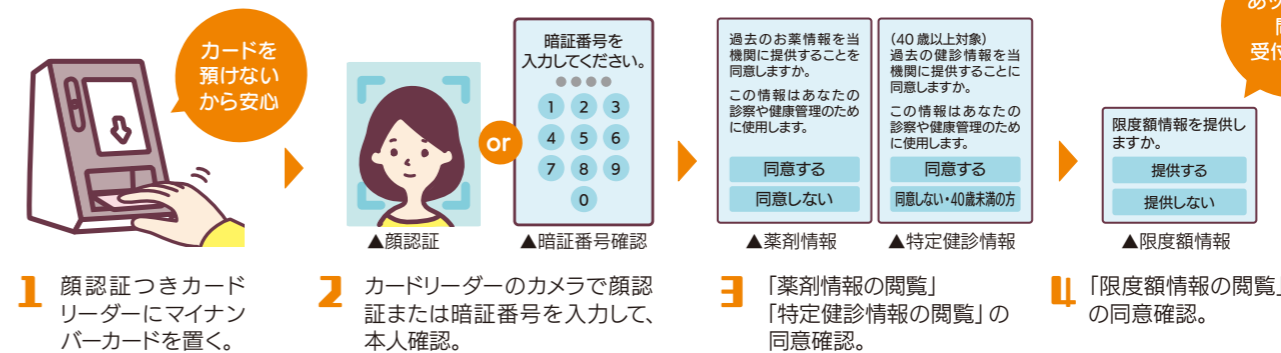 カードを
預けない
から安心
or
暗証番号を
入力してください。
1 2 3
4 5 6
7 8 9
0
▲顔認証
▲暗証番号確認
過去のお薬情報を当
機関に提供することを
同意しますか。
この情報はあなたの
診察や健康管理のため
に使用します。
同意する
同意しない
▲薬剤情報
(40歳以上対象)
過去の健診情報を当
機関に提供することに
同意しますか。
この情報はあなたの
診察や健康管理のため
に使用します。
同意する
同意しない・40歳未満の方
▲特定健診情報
受付
限度額情報を提供し
ますか。
提供する
提供しない
▲限度額情報
1 顔認証つきカード
リーダーにマイナン
バーカードを置く。
2 カードリーダーのカメラで顔認
証または暗証番号を入力して、
本人確認。
3 「薬剤情報の閲覧」
「特定健診情報の閲覧」の
同意確認。
4 「限度額情報の閲覧」
の同意確認。